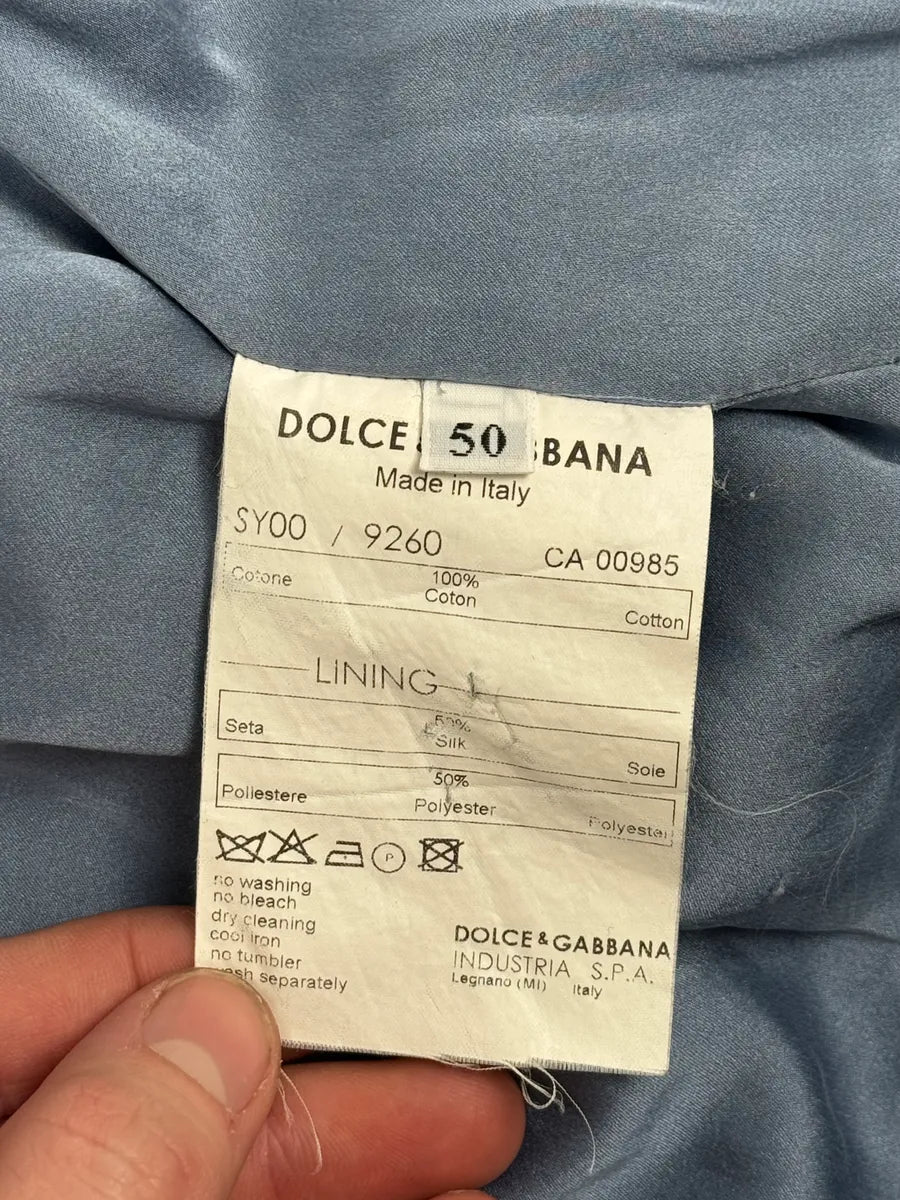 DOLCE BBANA
50
Made in Italy
SY00 / 9260 CA 00985
Cotone 100% Coton Cotton
LINING
Seta 50% Silk Soie
Poliestere 50% Polyester Polyester
P
no washing
no bleach
dry cleaning
cool iron
no tumbler
wash separately
DOLCE & GABBANA
INDUSTRIA S.P.A.
Legnano (MI) Italy